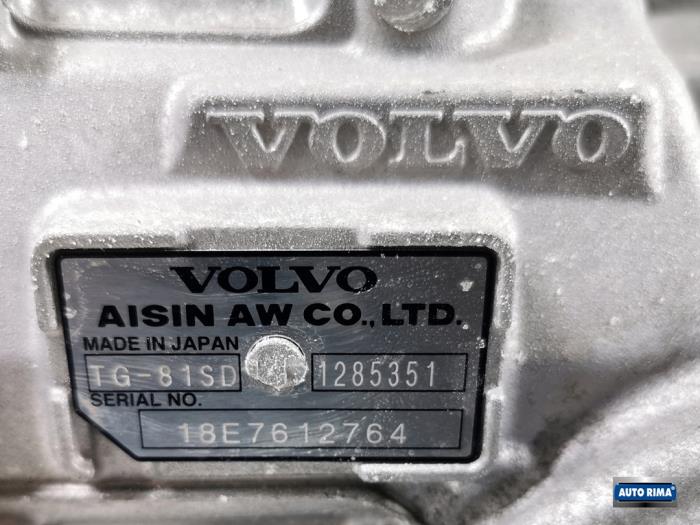 VOLVO
VOLVO
AISIN AW CO.,LTD.
MADE IN JAPAN
TG-81SD 1285351
SERIAL NO.
18E7612764
AUTO RIMA